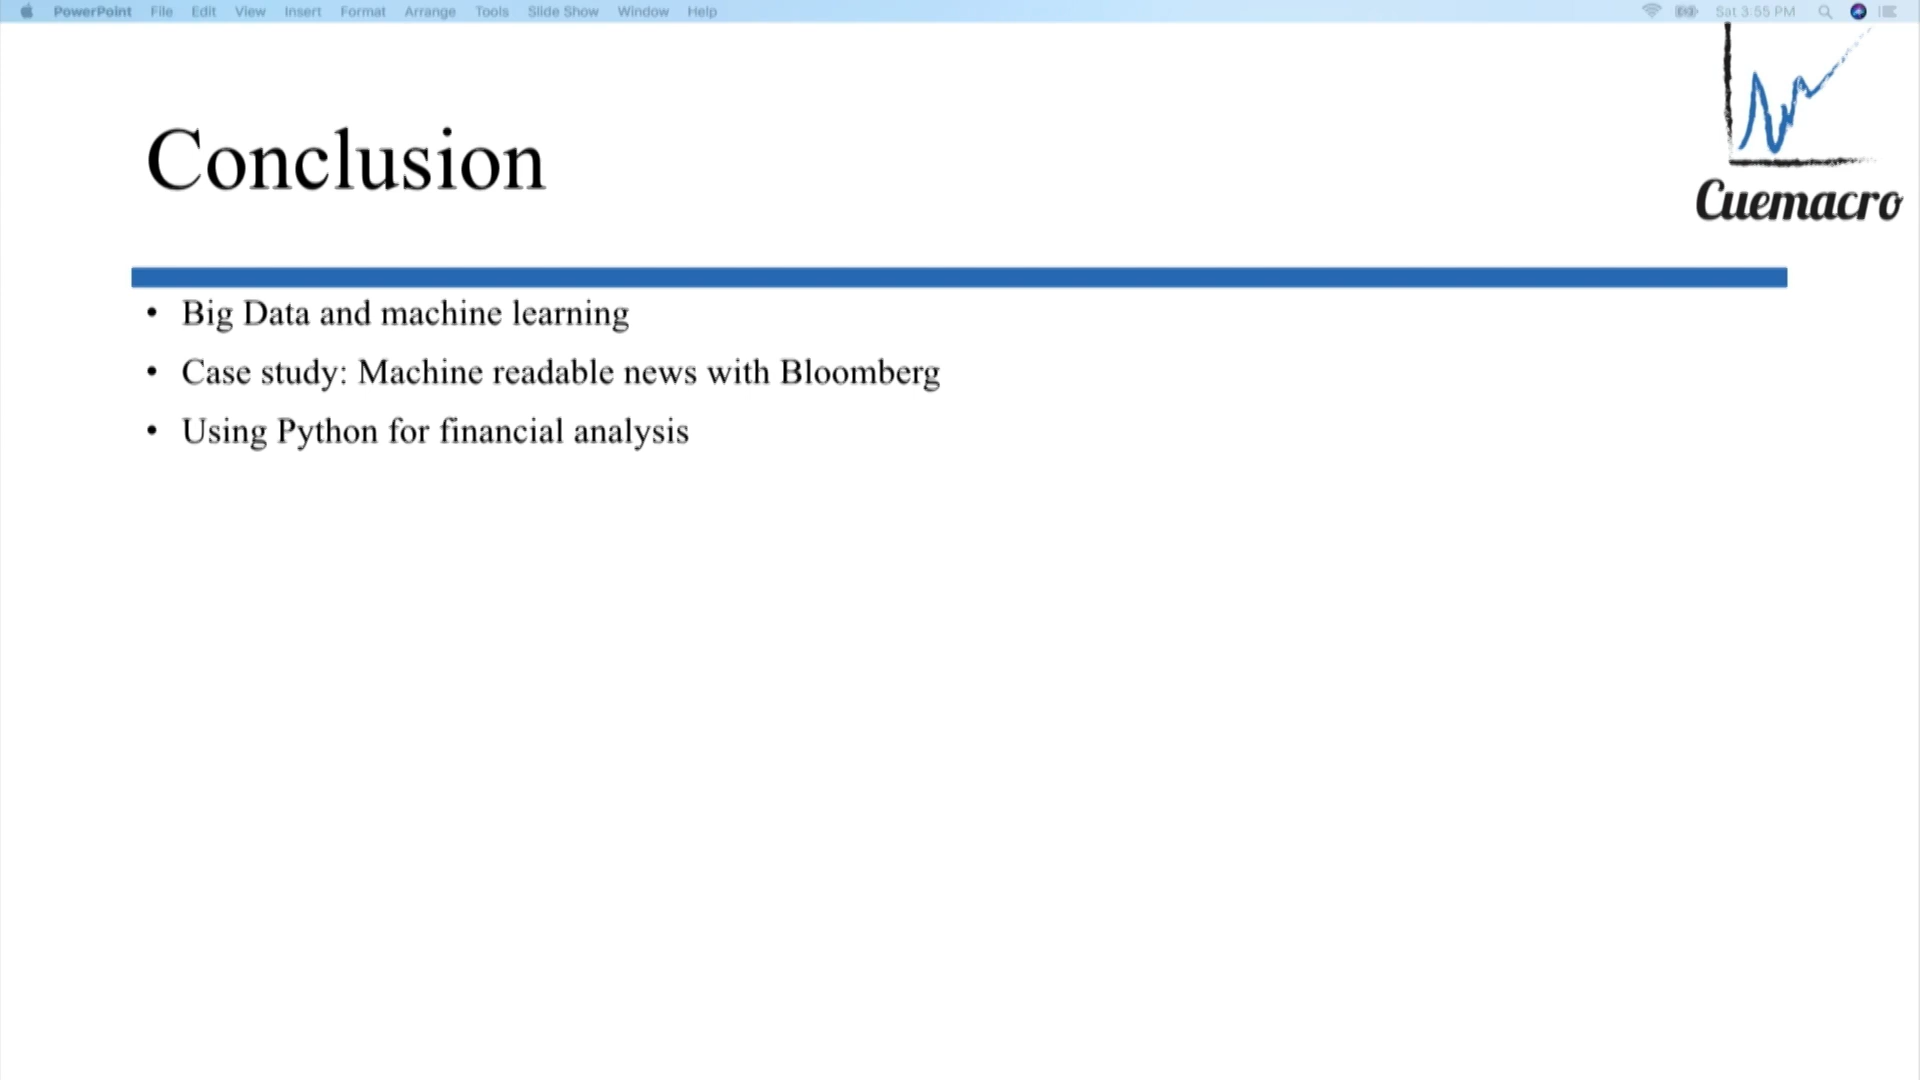 PowerPoint File Edit View Insert Format Arrange Tools Slide Show Window Help Sat 3:55 PM
Cuemacro
Conclusion
• Big Data and machine learning
• Case study: Machine readable news with Bloomberg
• Using Python for financial analysis